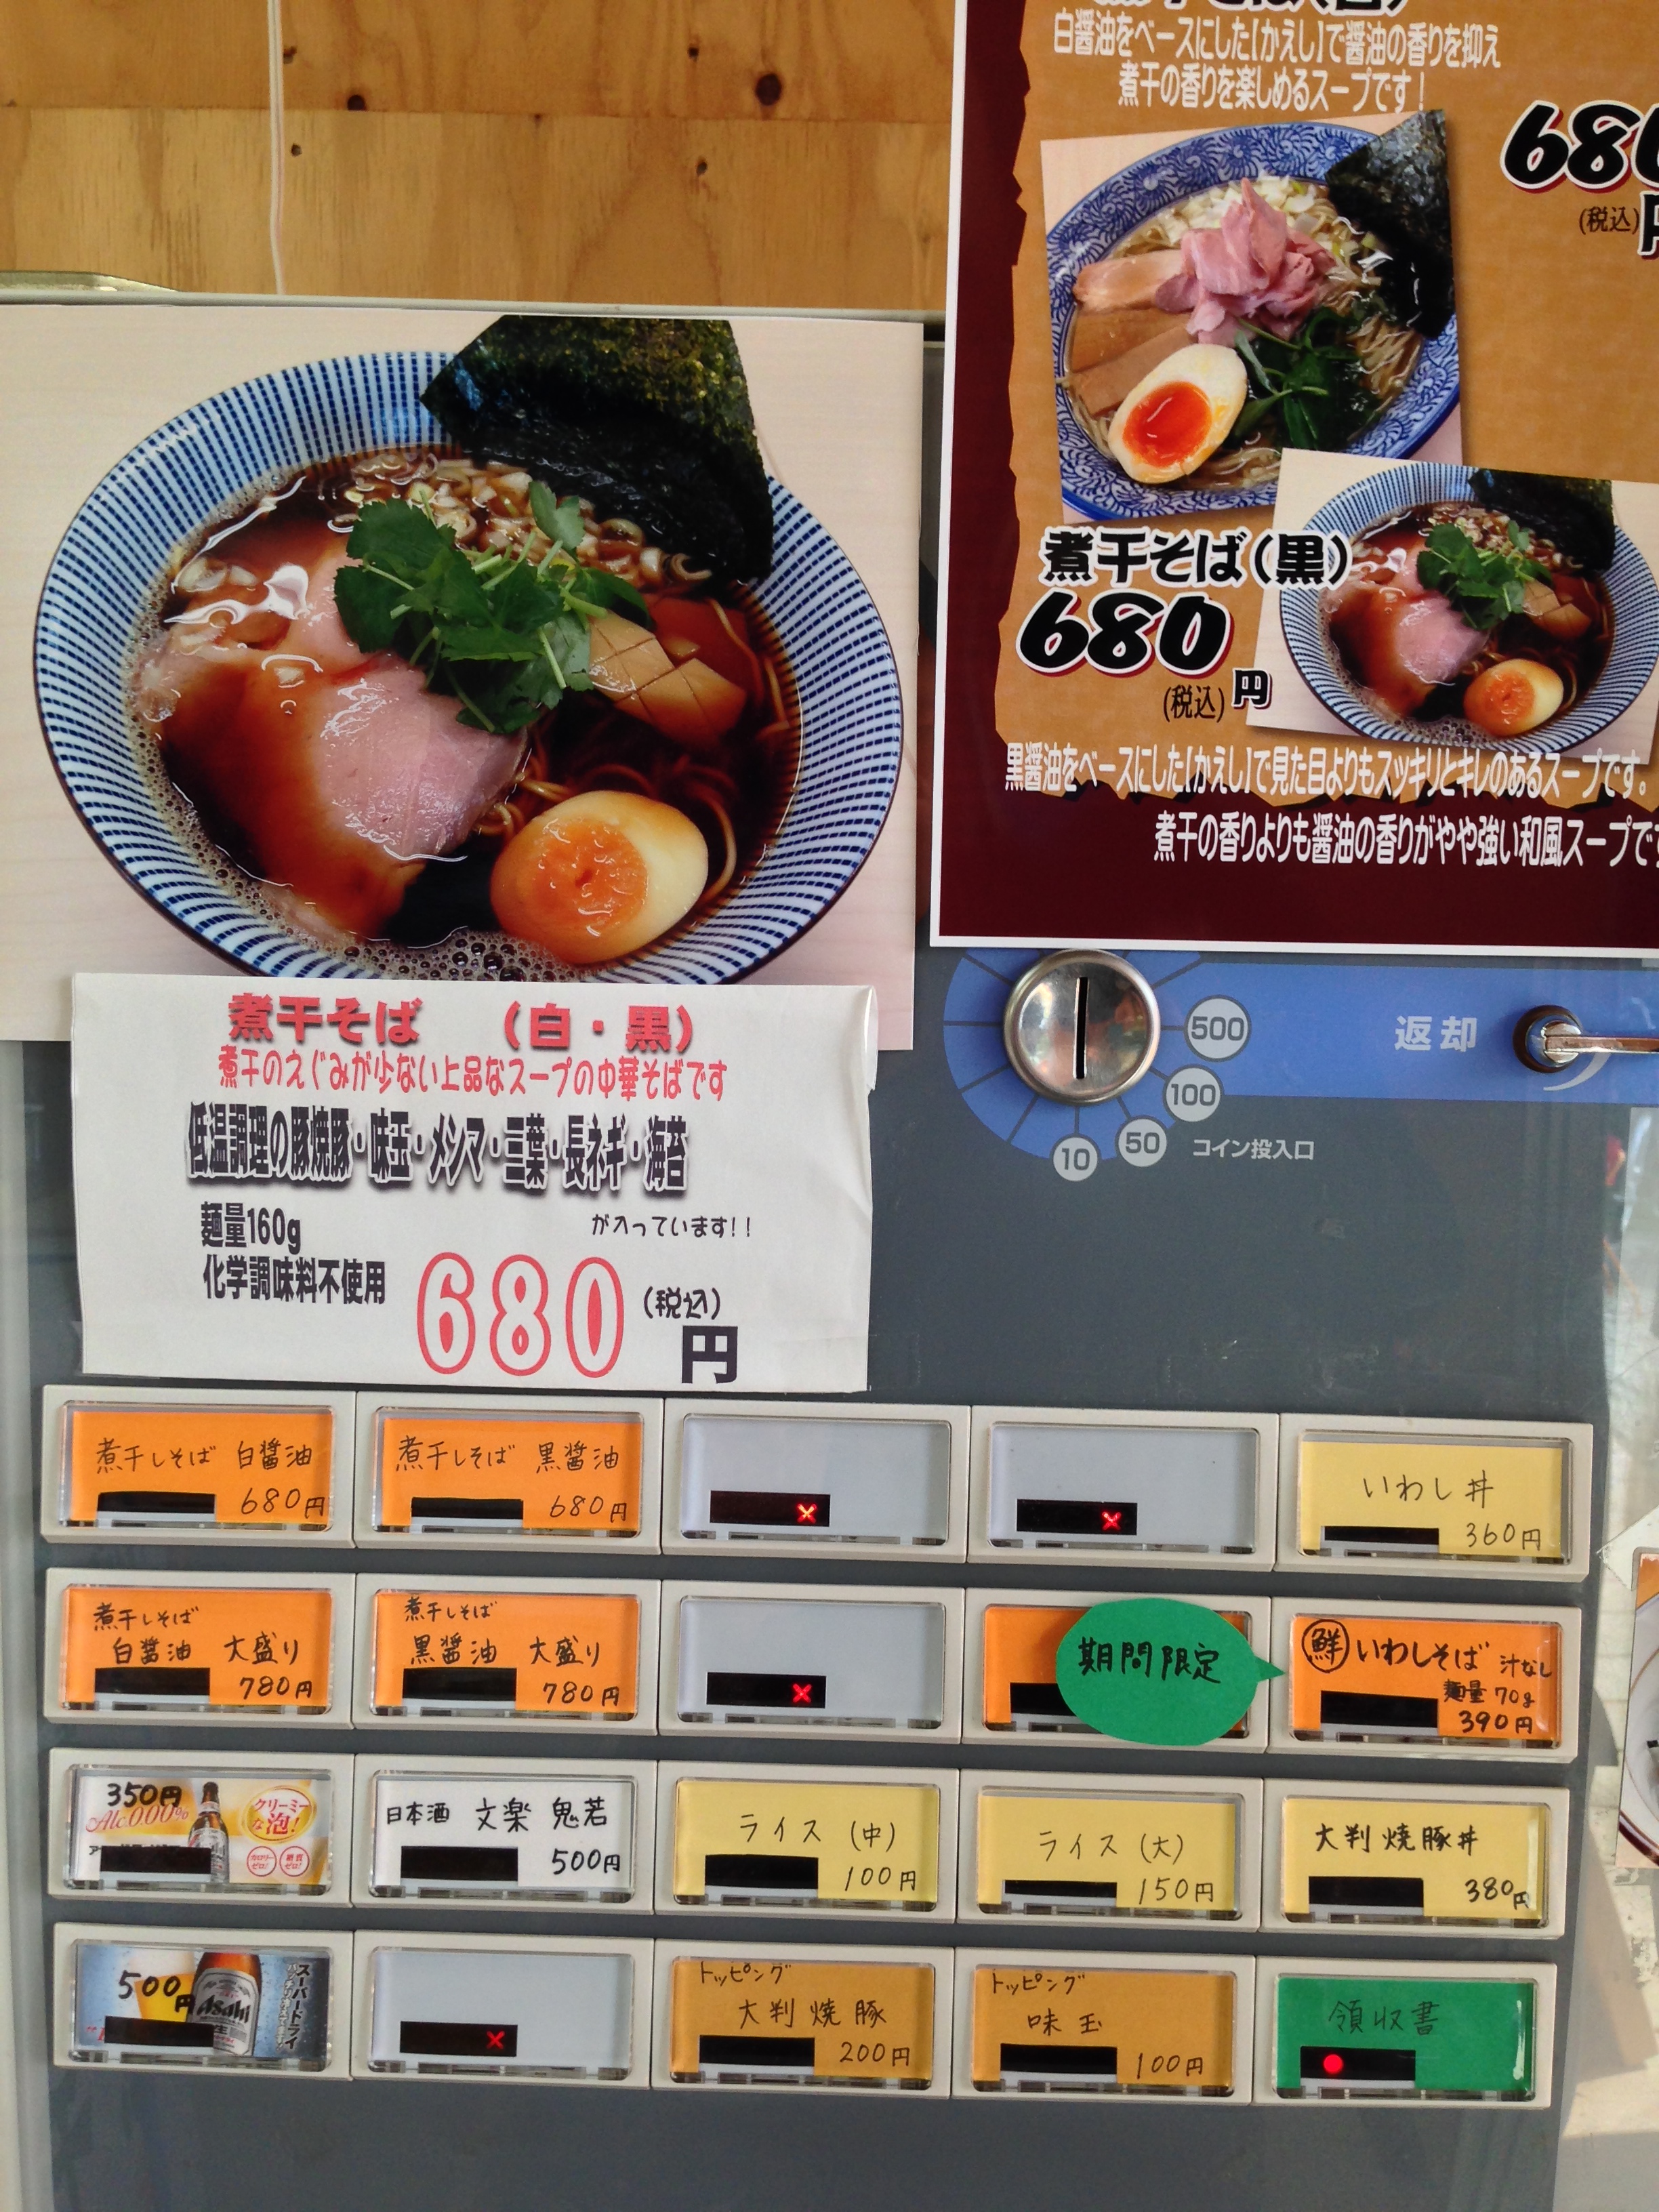 白醤油をベースにした【かえし】で醤油の香りを抑え
煮干の香りを楽しめるスープです!
680
(税込)円
煮干そば(黒)
680
(税込)円
黒醤油をベースにした【かえし】で見た目よりもスッキリとキレのあるスープです。
煮干の香りよりも醤油の香りがやや強い和風スープです
煮干そば (白・黒)
煮干のえぐみが少ない上品なスープの中華そばです
低温調理の豚焼豚・味玉・メンマ・三葉・長ネギ・海苔
麺量160g
が入っています!!
化学調味料不使用
680(税込)円
500
返却
100
50
10
コイン投入口
煮干しそば 白醤油
680円
煮干しそば 黒醤油
680円
いわし丼
360円
煮干しそば
白醤油 大盛り
780円
煮干しそば
黒醤油 大盛り
780円
期間限定
鮮 いわしそば 汁なし
麺量 70g
390円
350円
Alc.0.00%
クリーミーな泡!
カロリーゼロ!
糖質ゼロ!
日本酒 文楽 鬼若
500円
ライス (中)
100円
ライス (大)
150円
大判焼豚丼
380円
500円
Asahi
スーパードライ
トッピング
大判焼豚
200円
トッピング
味玉
100円
領収書